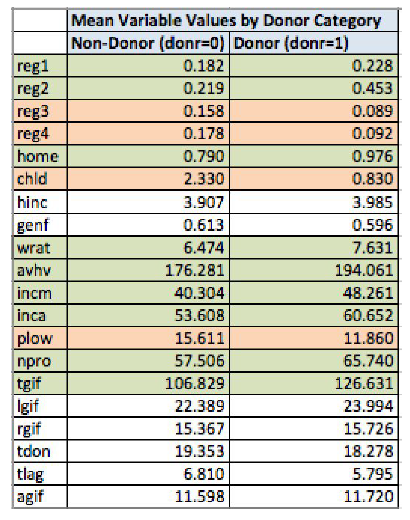 Mean Variable Values by Donor Category
Non-Donor (donr=0) Donor (donr=1)
reg1 0.182 0.228
reg2 0.219 0.453
reg3 0.158 0.089
reg4 0.178 0.092
home 0.790 0.976
chld 2.330 0.830
hinc 3.907 3.985
genf 0.613 0.596
wrat 6.474 7.631
avhv 176.281 194.061
incm 40.304 48.261
inca 53.608 60.652
plow 15.611 11.860
npro 57.506 65.740
tgif 106.829 126.631
lgif 22.389 23.994
rgif 15.367 15.726
tdon 19.353 18.278
tlag 6.810 5.795
agif 11.598 11.720